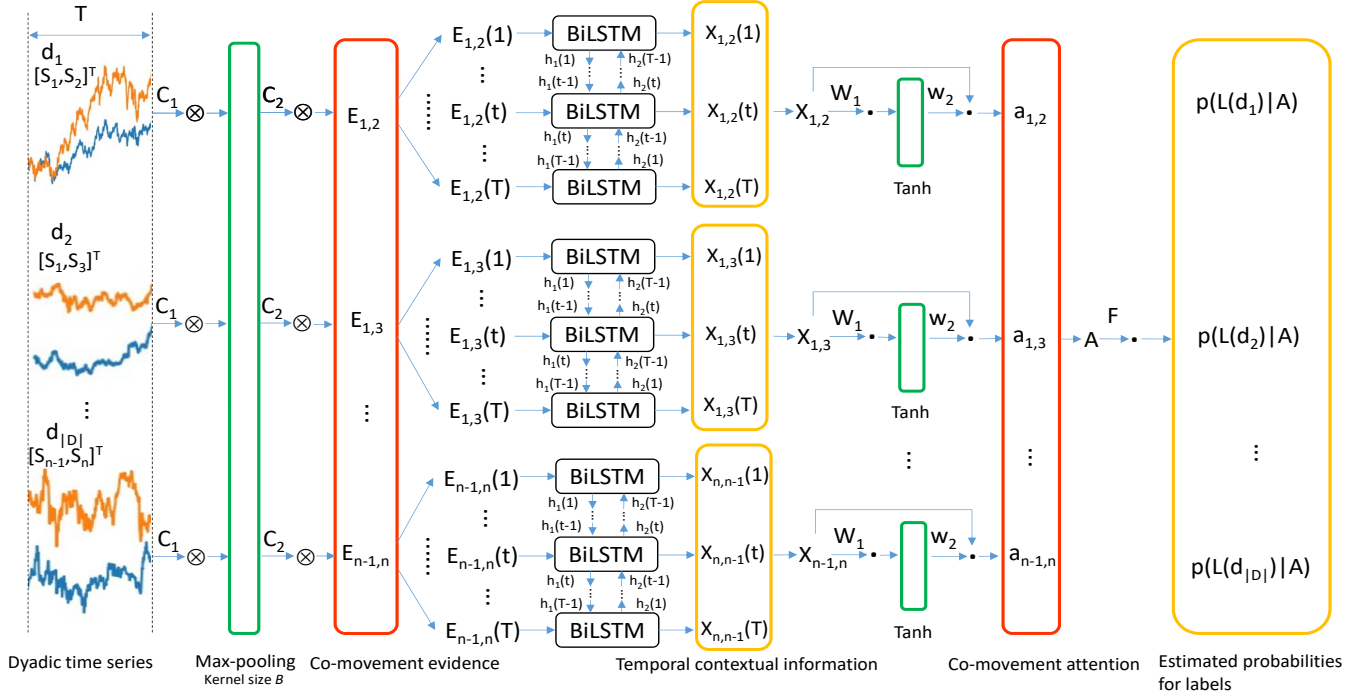 T
d₁
[S₁,S₂]ᵀ
C₁ ⊗
C₂ ⊗
E₁,₂
......
E₁,₂(1)
⋮
E₁,₂(t)
⋮
E₁,₂(T)
BiLSTM
h₁(1) h₂(T-1)
h₁(t-1) h₂(t)
BiLSTM
h₁(t) h₂(t-1)
h₁(T-1) h₂(1)
BiLSTM
X₁,₂(1)
X₁,₂(t)
X₁,₂(T)
X₁,₂
W₁
Tanh
w₂
a₁,₂
p(L(d₁)|A)
d₂
[S₁,S₃]ᵀ
C₁ ⊗
C₂ ⊗
E₁,₃
......
E₁,₃(1)
⋮
E₁,₃(t)
⋮
E₁,₃(T)
BiLSTM
h₁(1) h₂(T-1)
h₁(t-1) h₂(t)
BiLSTM
h₁(t) h₂(t-1)
h₁(T-1) h₂(1)
BiLSTM
X₁,₃(1)
X₁,₃(t)
X₁,₃(T)
X₁,₃
W₁
Tanh
w₂
a₁,₃
A
F
p(L(d₂)|A)
⋮
⋮
⋮
⋮
⋮
d|D|
[Sn-1,Sn]ᵀ
C₁ ⊗
C₂ ⊗
En-1,n
......
En-1,n(1)
⋮
En-1,n(t)
⋮
En-1,n(T)
BiLSTM
h₁(1) h₂(T-1)
h₁(t-1) h₂(t)
BiLSTM
h₁(t) h₂(t-1)
h₁(T-1) h₂(1)
BiLSTM
Xn,n-1(1)
Xn,n-1(t)
Xn,n-1(T)
Xn-1,n
W₁
Tanh
w₂
an-1,n
p(L(d|D|)|A)
Dyadic time series
Max-pooling
Kernel size B
Co-movement evidence
Temporal contextual information
Co-movement attention
Estimated probabilities
for labels